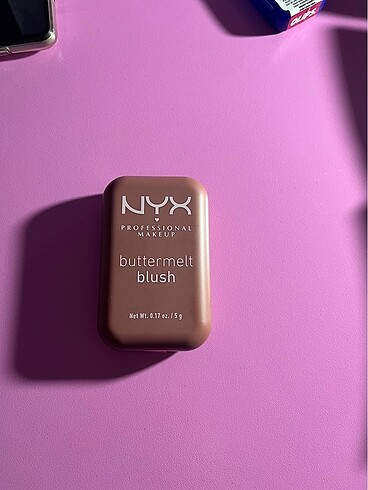 NYX
PROFESSIONAL
MAKEUP
buttermelt
blush
Net Wt. 0.17 oz. / 5 g